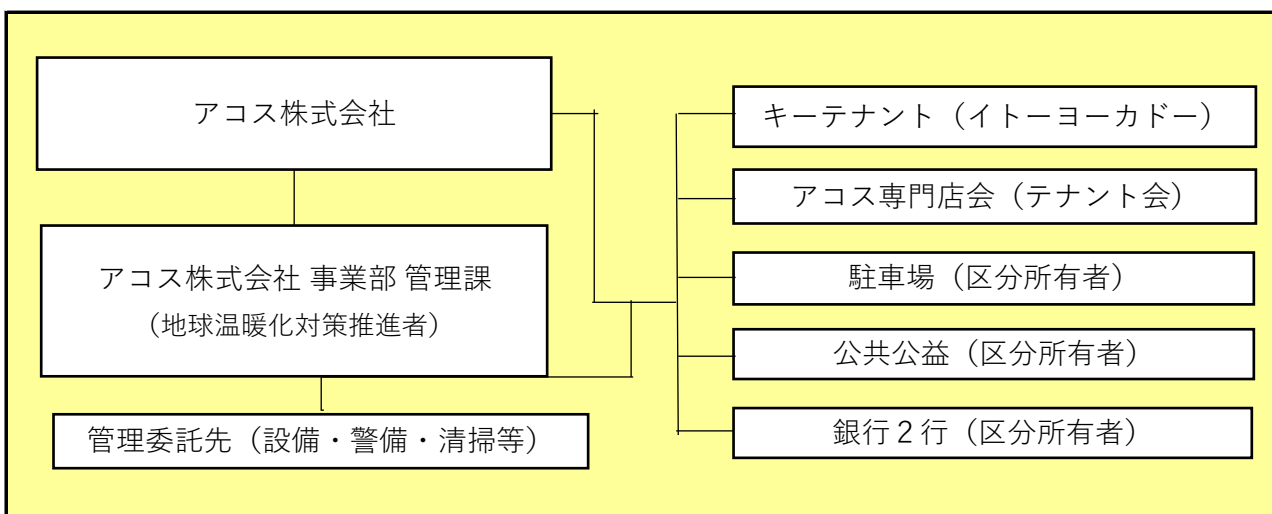 アコス株式会社
アコス株式会社 事業部 管理課
（地球温暖化対策推進者）
管理委託先（設備・警備・清掃等）
キーテナント（イトーヨーカドー）
アコス専門店会（テナント会）
駐車場（区分所有者）
公共公益（区分所有者）
銀行２行（区分所有者）